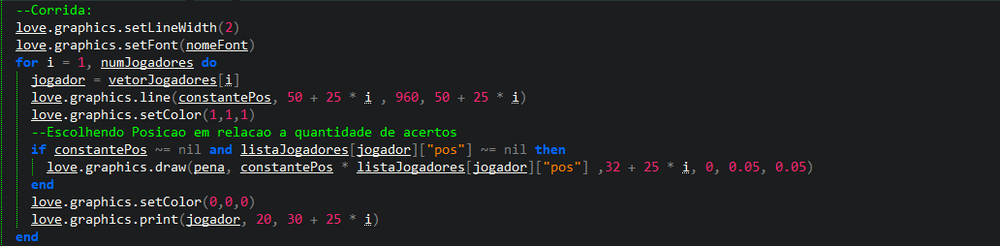 --Corrida:
love.graphics.setLineWidth(2)
love.graphics.setFont(nomeFont)
for i = 1, numJogadores do
jogador = vetorJogadores[i]
love.graphics.line(constantePos, 50 + 25 * i , 960, 50 + 25 * i)
love.graphics.setColor(1,1,1)
--Escolhendo Posicao em relacao a quantidade de acertos
if constantePos ~= nil and listaJogadores[jogador]["pos"] ~= nil then
love.graphics.draw(pena, constantePos * listaJogadores[jogador]["pos"] ,32 + 25 * i, 0, 0.05, 0.05)
end
love.graphics.setColor(0,0,0)
love.graphics.print(jogador, 20, 30 + 25 * i)
end